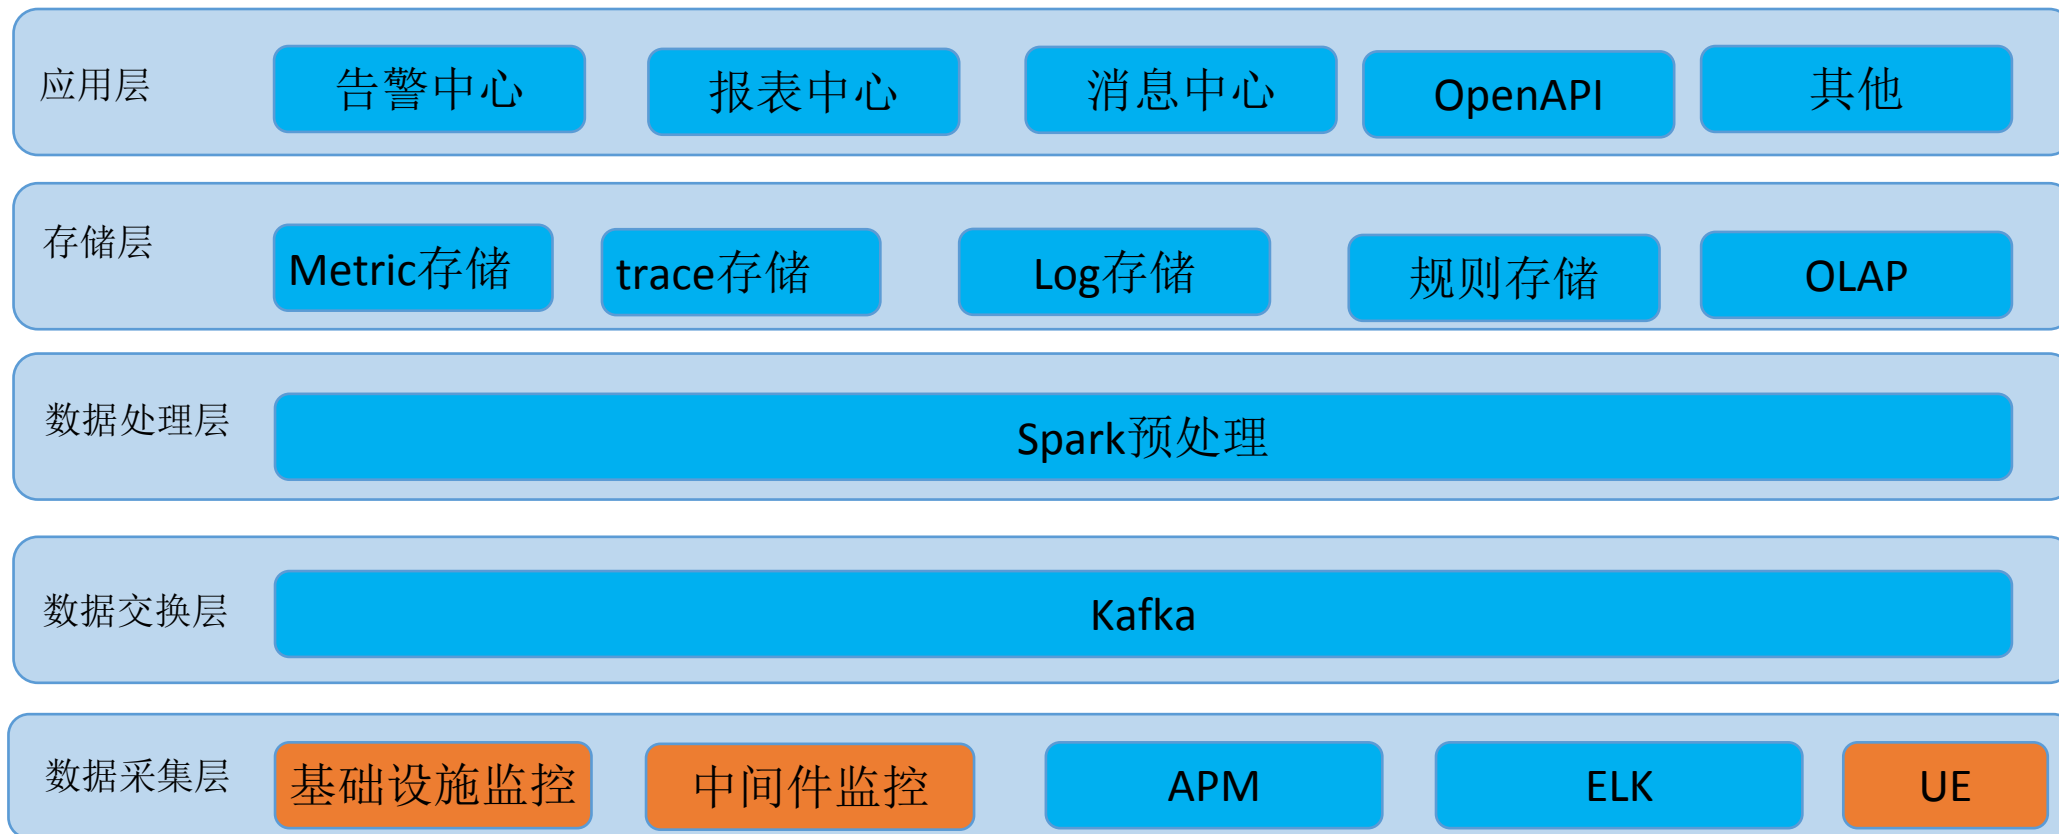 应用层
告警中心
报表中心
消息中心
OpenAPI
其他
存储层
Metric存储
trace存储
Log存储
规则存储
OLAP
数据处理层
Spark预处理
数据交换层
Kafka
数据采集层
基础设施监控
中间件监控
APM
ELK
UE